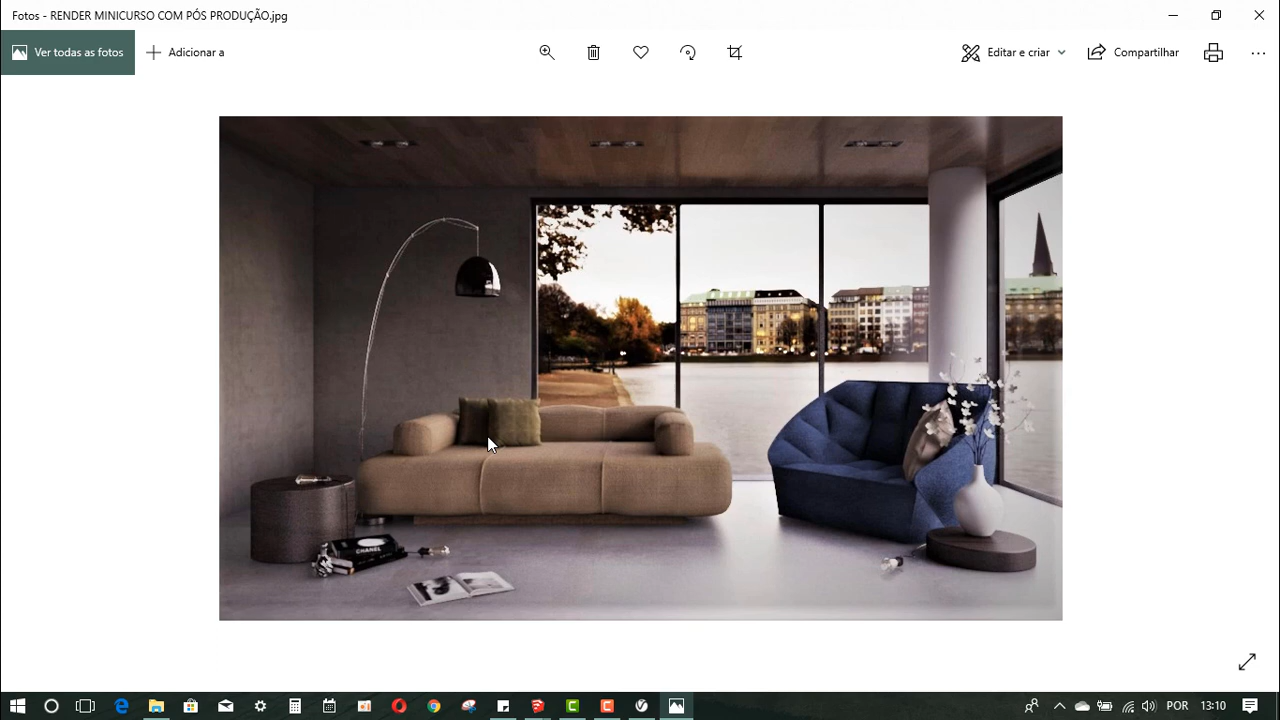 Fotos - RENDER MINICURSO COM PÓS PRODUÇÃO.jpg
Ver todas as fotos
Adicionar a
Editar e criar
Compartilhar
CHANEL
POR
13:10